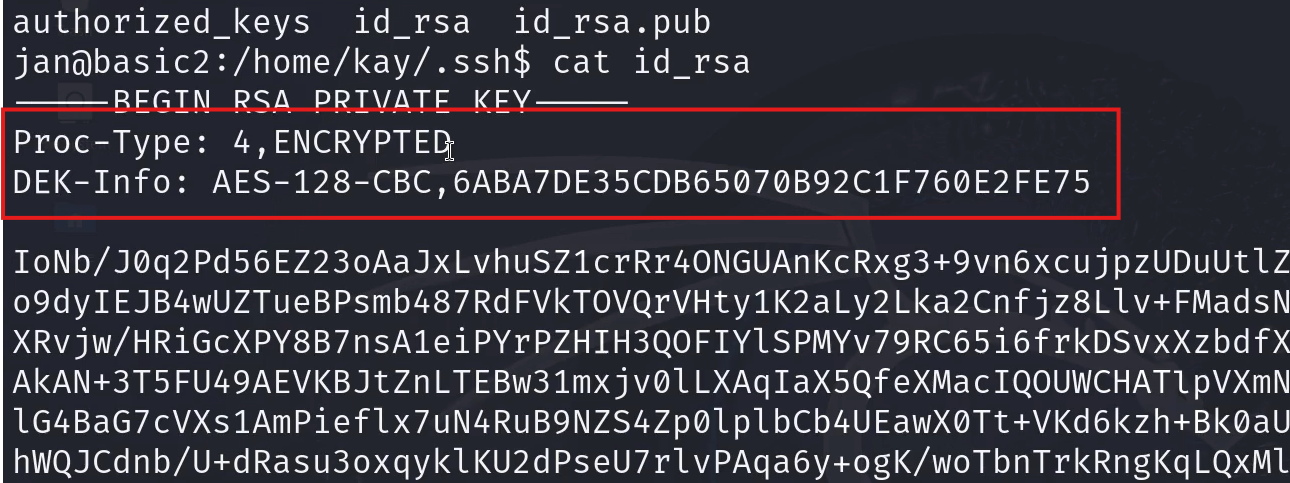 authorized_keys  id_rsa  id_rsa.pub
jan@basic2:/home/kay/.ssh$ cat id_rsa
-----BEGIN RSA PRIVATE KEY-----
Proc-Type: 4,ENCRYPTED
DEK-Info: AES-128-CBC,6ABA7DE35CDB65070B92C1F760E2FE75
IoNb/J0q2Pd56EZ23oAaJxLvhuSZ1crRr4ONGUAnKcRxg3+9vn6xcujpzUDuUtlZ
o9dyIEJB4wUZTueBPsmb487RdFVkTOVQrVHty1K2aLy2Lka2Cnfjz8Llv+FMadsN
XRvjw/HRiGcXPY8B7nsA1eiPYrPZHIH3QOFIYlSPMYv79RC65i6frkDSvxXzbdfX
AkAN+3T5FU49AEVKBJtZnLTEBw31mxjv0lLXAqIaX5QfeXMacIQOUWCHATlpVXmN
lG4BaG7cVXs1AmPieflx7uN4RuB9NZS4Zp0lplbCb4UEawX0Tt+VKd6kzh+Bk0aU
hWQJCdnb/U+dRasu3oxqyklKU2dPseU7rlvPAqa6y+ogK/woTbnTrkRngKqLQxMl